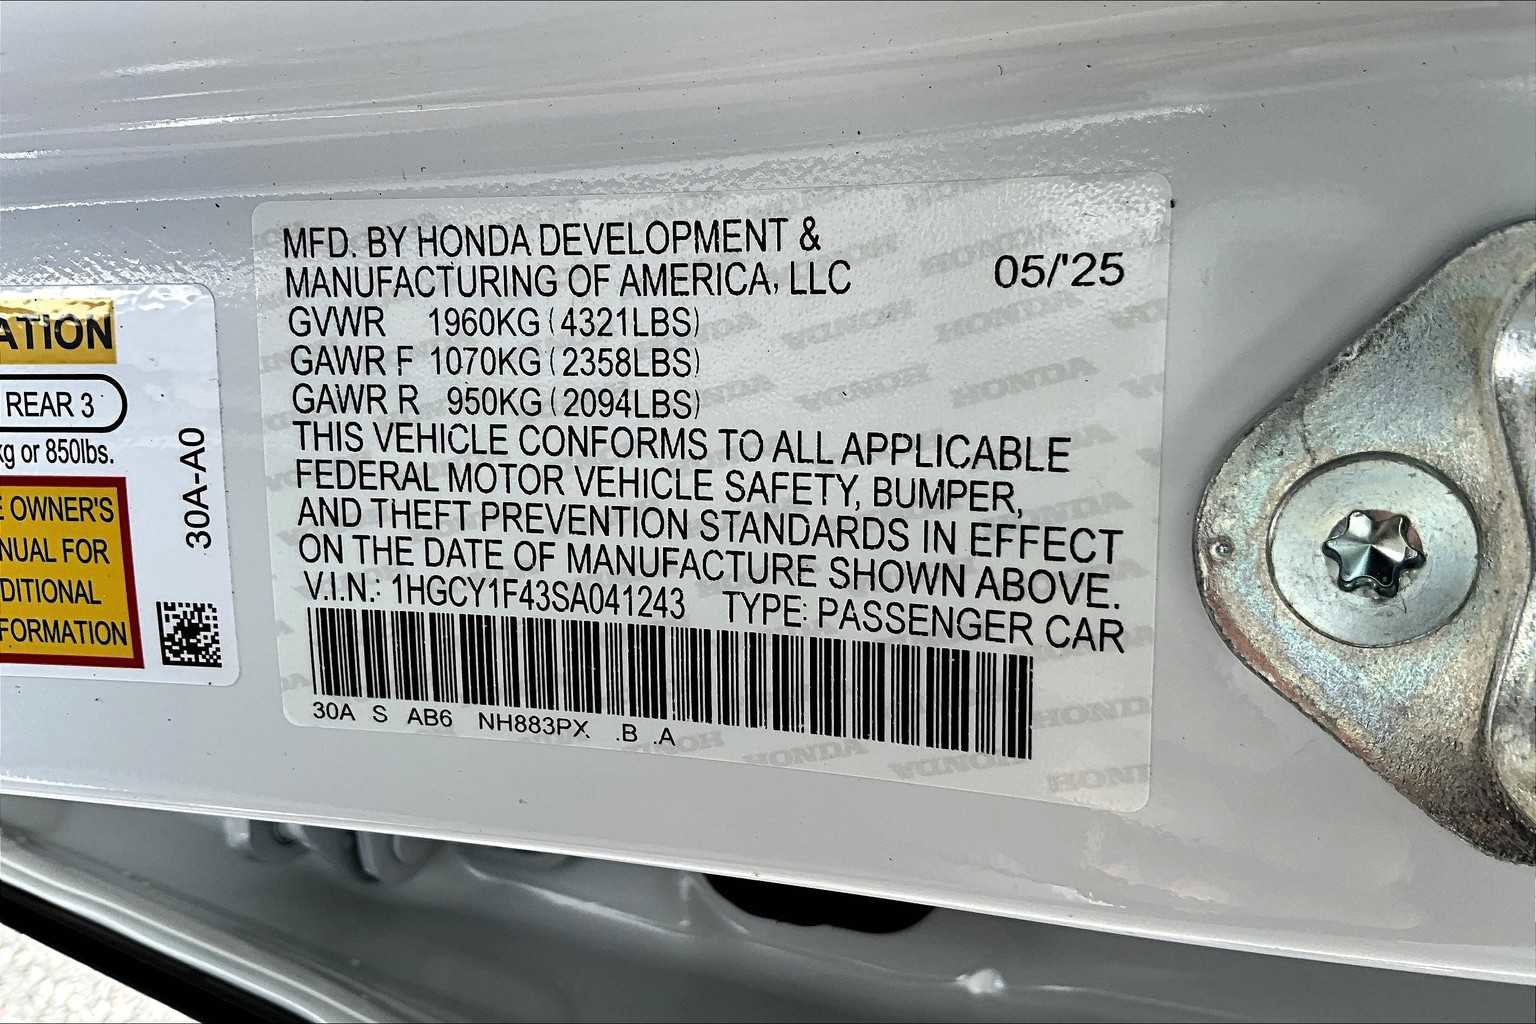 ATION
REAR 3
kg or 850lbs.
E OWNER'S
NUAL FOR
DITIONAL
FORMATION
30A-A0
MFD. BY HONDA DEVELOPMENT &
MANUFACTURING OF AMERICA, LLC 05/'25
GVWR 1960KG (4321LBS)
GAWR F 1070KG (2358LBS)
GAWR R 950KG (2094LBS)
THIS VEHICLE CONFORMS TO ALL APPLICABLE
FEDERAL MOTOR VEHICLE SAFETY, BUMPER,
AND THEFT PREVENTION STANDARDS IN EFFECT
ON THE DATE OF MANUFACTURE SHOWN ABOVE.
V.I.N.: 1HGCY1F43SA041243 TYPE: PASSENGER CAR
30A S AB6 NH883PX .B .A